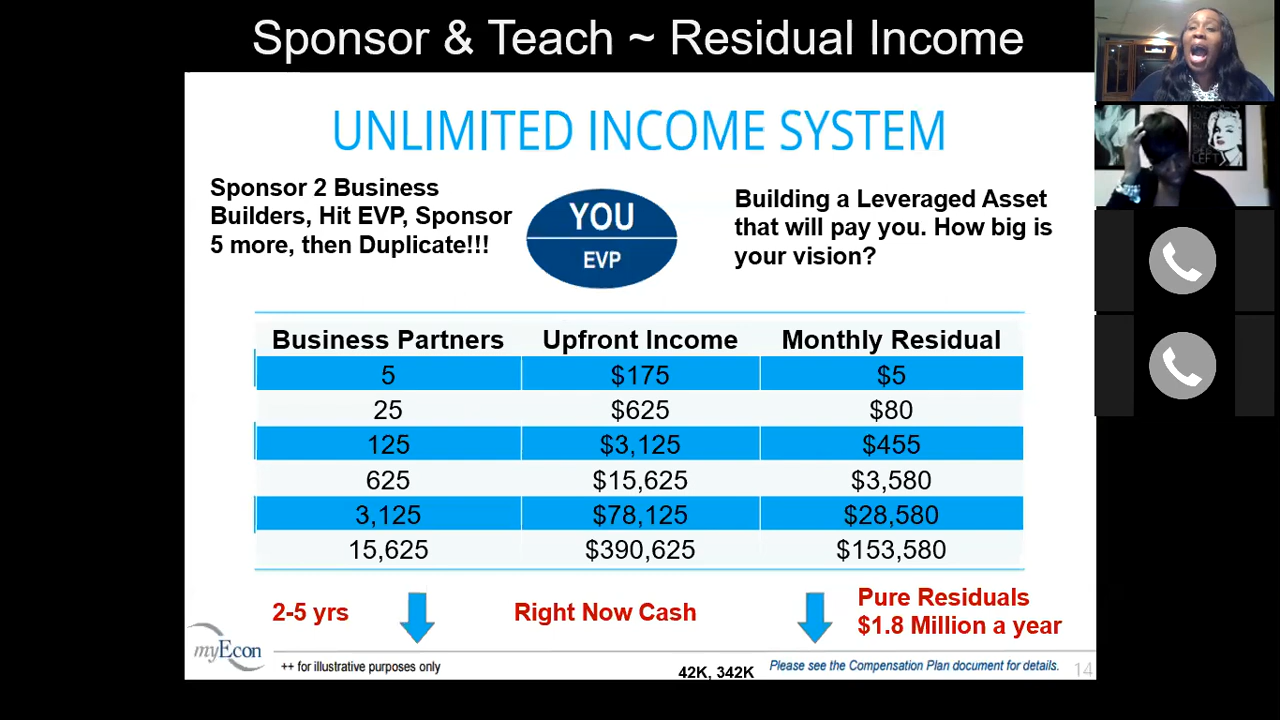 Sponsor & Teach ~ Residual Income
UNLIMITED INCOME SYSTEM
Sponsor 2 Business
Builders, Hit EVP, Sponsor
5 more, then Duplicate!!!
YOU
EVP
Building a Leveraged Asset
that will pay you. How big is
your vision?
Business Partners Upfront Income Monthly Residual
5 $175 $5
25 $625 $80
125 $3,125 $455
625 $15,625 $3,580
3,125 $78,125 $28,580
15,625 $390,625 $153,580
2-5 yrs
Right Now Cash
Pure Residuals
$1.8 Million a year
myEcon
++ for illustrative purposes only
42K, 342K
Please see the Compensation Plan document for details.
14
LEFT